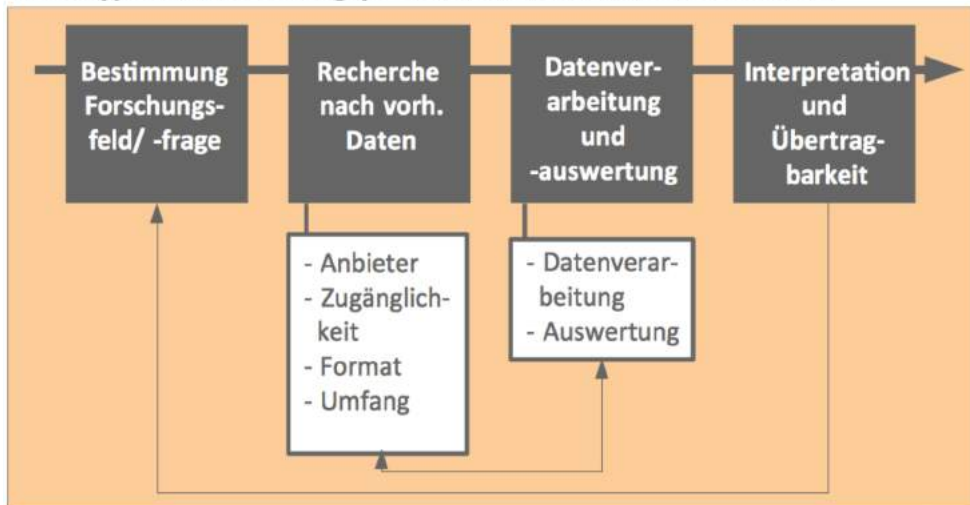 Bestimmung
Forschungs-
feld/ -frage
Recherche
nach vorh.
Daten
Datenver-
arbeitung
und
-auswertung
Interpretation
und
Übertrag-
barkeit
- Anbieter
- Zugänglich-
keit
- Format
- Umfang
- Datenverar-
beitung
- Auswertung